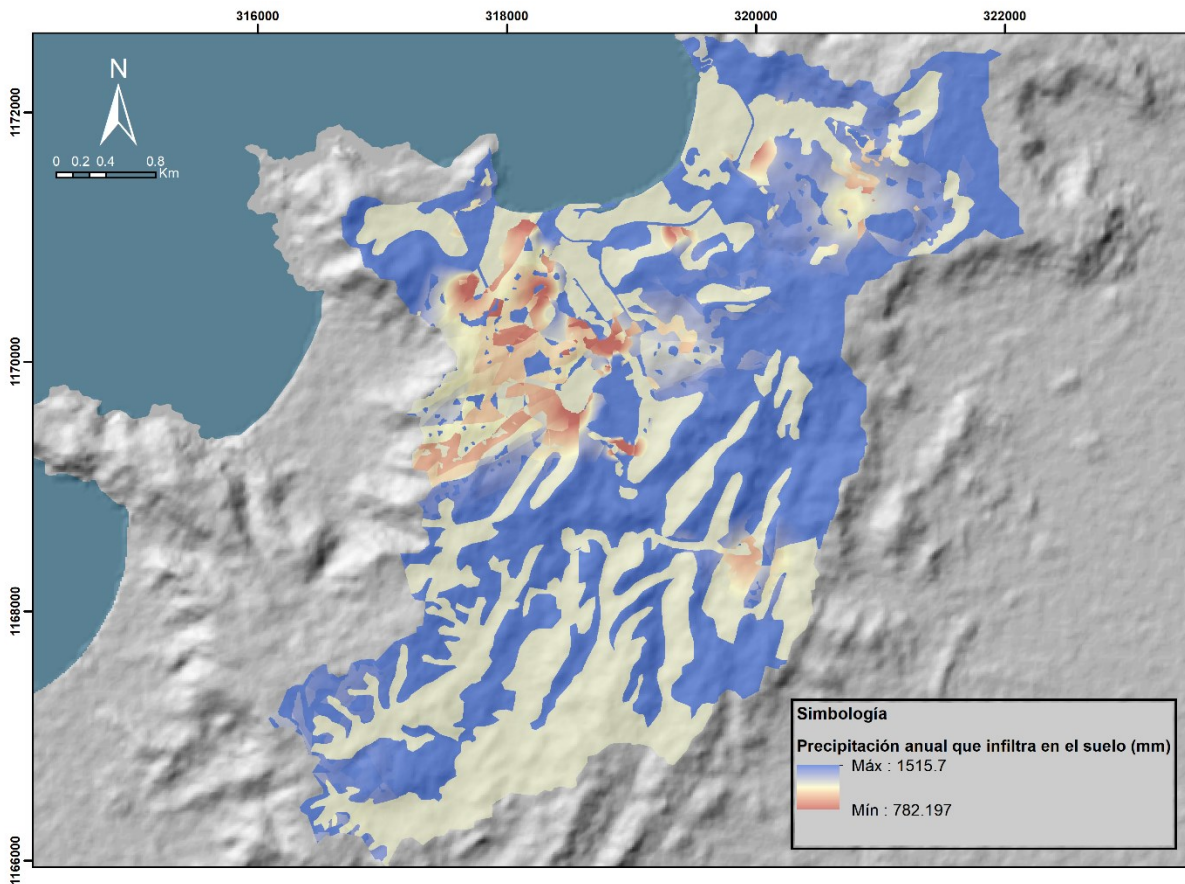 316000 318000 320000 322000
N
0 0.2 0.4 0.8
Km
1172000
1170000
1168000
1166000
Simbología
Precipitación anual que infiltra en el suelo (mm)
Máx : 1515.7
Mín : 782.197